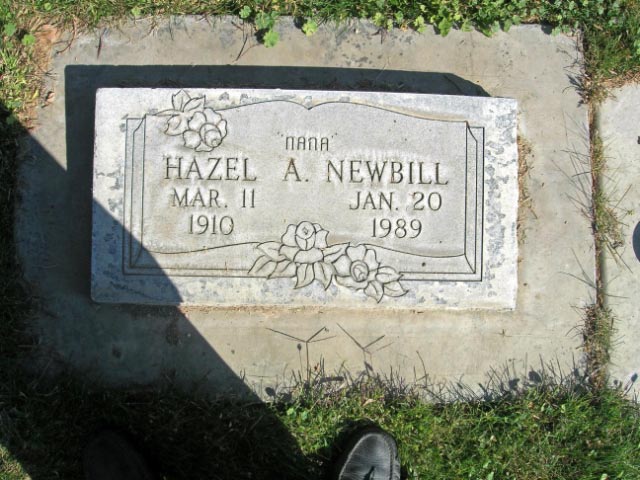 "NANA"
HAZEL A. NEWBILL
MAR. 11 JAN. 20
1910 1989